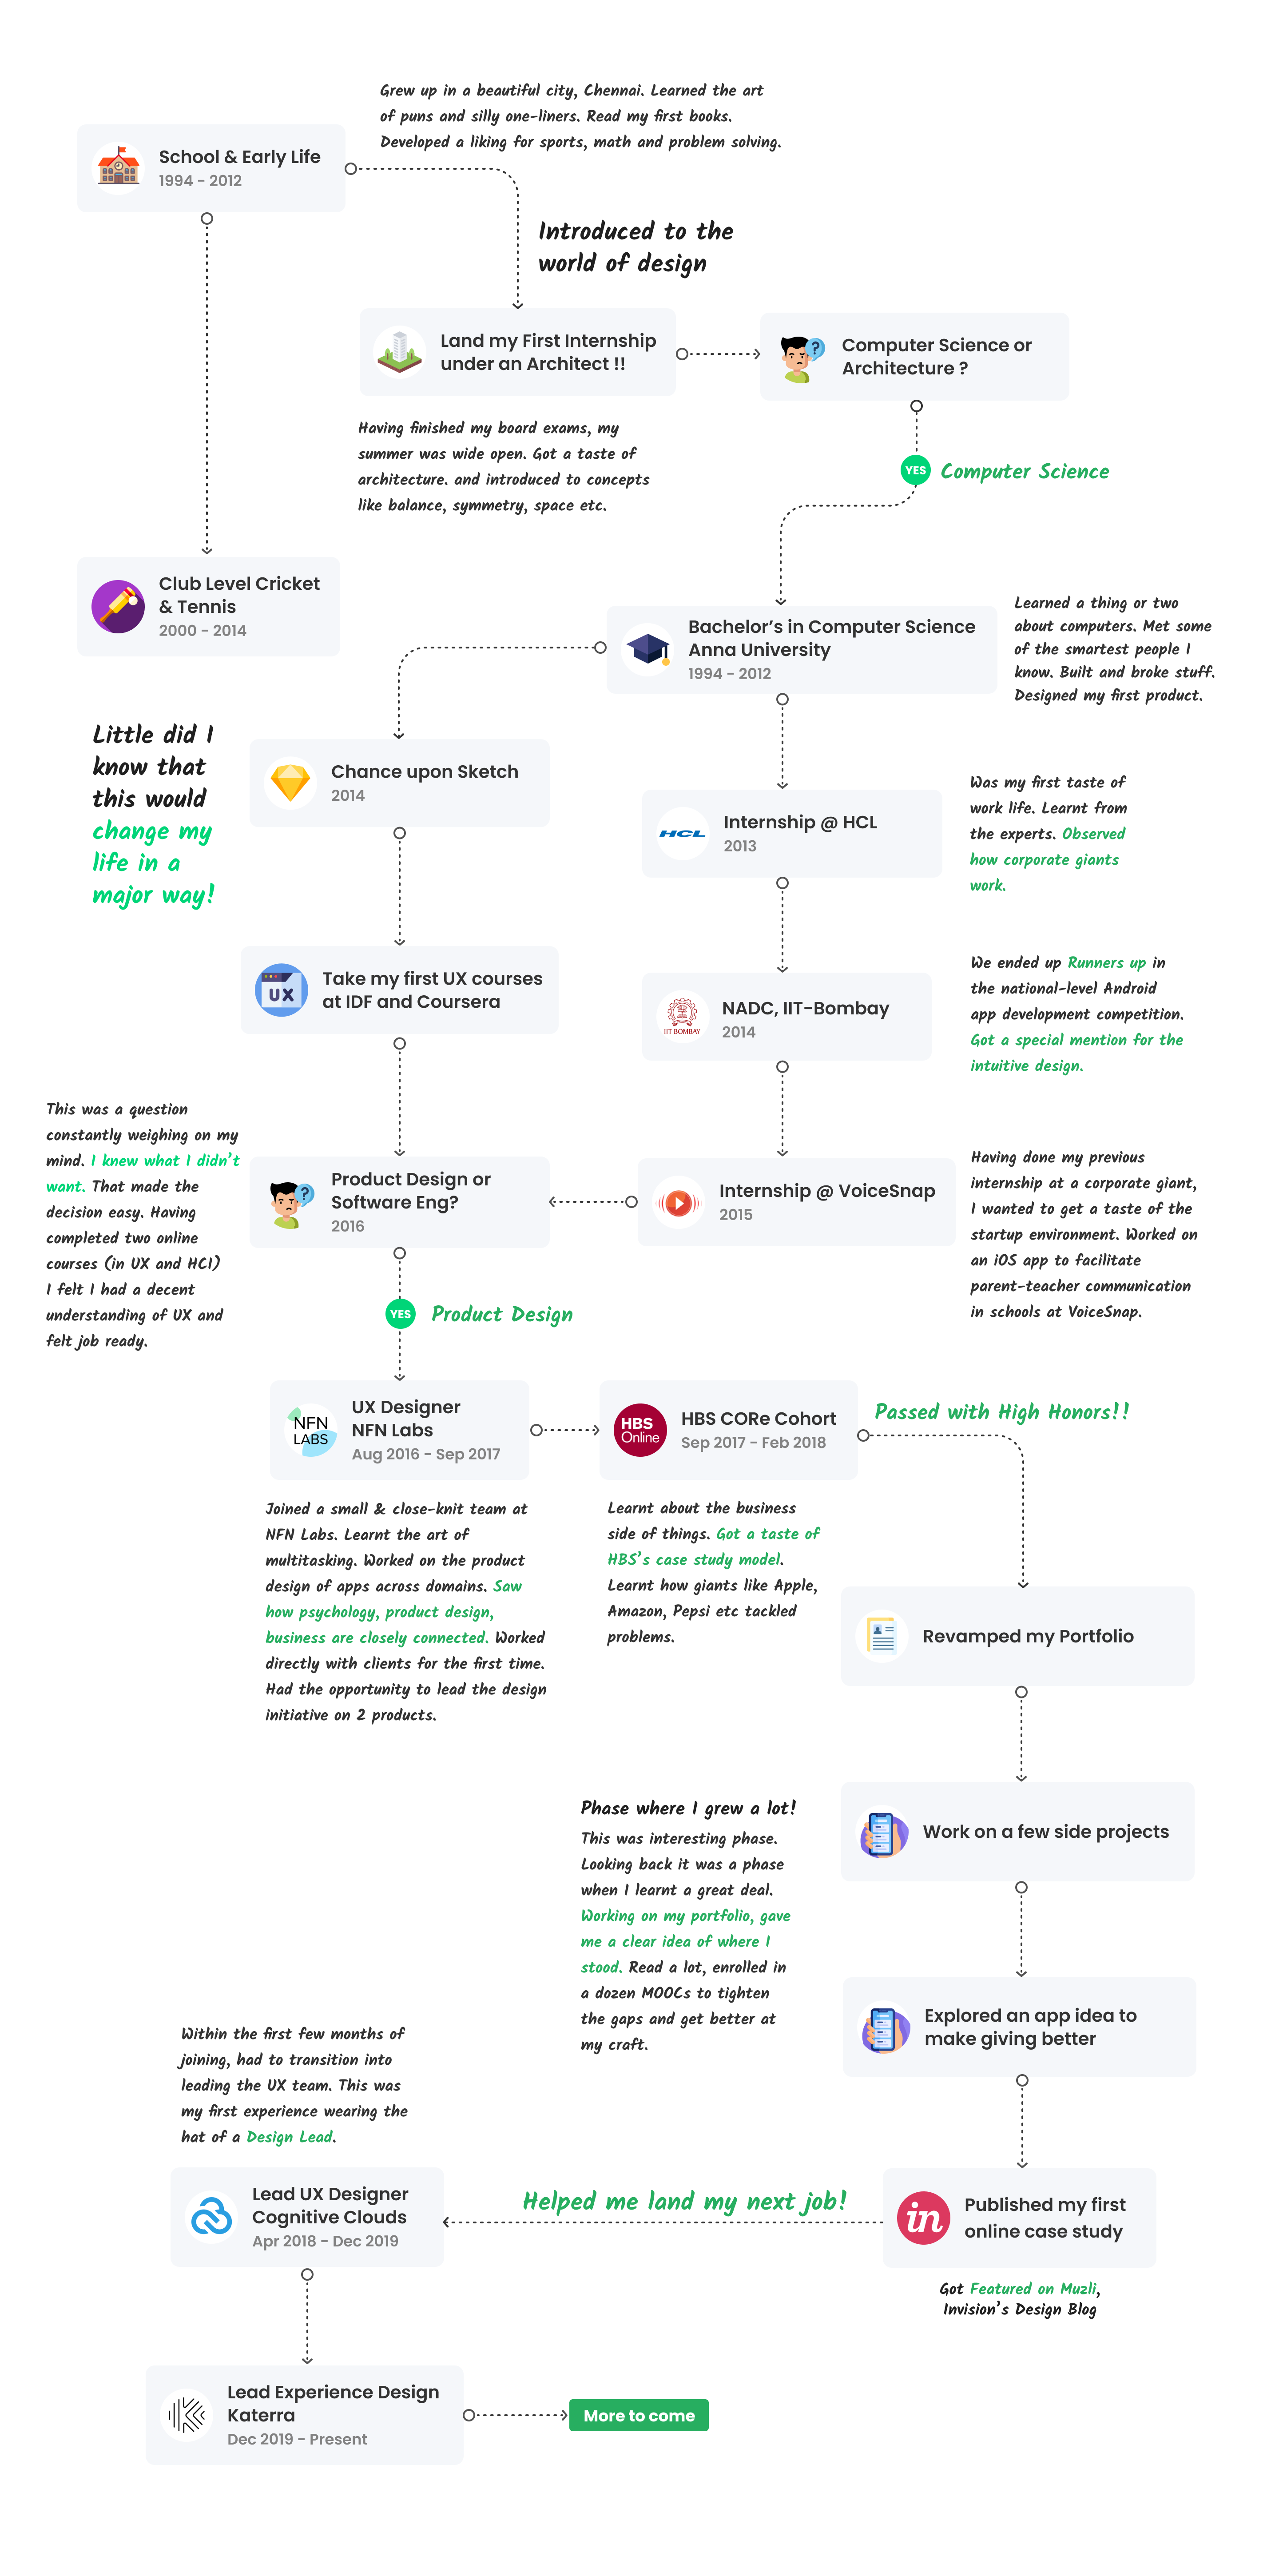 Grew up in a beautiful city, Chennai. Learned the art
of puns and silly one-liners. Read my first books.
Developed a liking for sports, math and problem solving.
School & Early Life
1994 - 2012
Introduced to the
world of design
Land my First Internship
under an Architect !!
?
Computer Science or
Architecture ?
Having finished my board exams, my
summer was wide open. Got a taste of
architecture. and introduced to concepts
like balance, symmetry, space etc.
YES
Computer Science
Club Level Cricket
& Tennis
2000 - 2014
Bachelor's in Computer Science
Anna University
1994 - 2012
Learned a thing or two
about computers. Met some
of the smartest people I
know. Built and broke stuff.
Designed my first product.
Little did I
know that
this would
change my
life in a
major way!
Chance upon Sketch
2014
HCL
Internship @ HCL
2013
Was my first taste of
work life. Learnt from
the experts. Observed
how corporate giants
work.
UX
Take my first UX courses
at IDF and Coursera
IIT BOMBAY
NADC, IIT-Bombay
2014
We ended up Runners up in
the national-level Android
app development competition.
Got a special mention for the
intuitive design.
This was a question
constantly weighing on my
mind. I knew what I didn't
want. That made the
decision easy. Having
completed two online
courses (in UX and HCI)
I felt I had a decent
understanding of UX and
felt job ready.
?
Product Design or
Software Eng?
2016
Internship @ VoiceSnap
2015
Having done my previous
internship at a corporate giant,
I wanted to get a taste of the
startup environment. Worked on
an iOS app to facilitate
parent-teacher communication
in schools at VoiceSnap.
YES
Product Design
NFN
LABS
UX Designer
NFN Labs
Aug 2016 - Sep 2017
HBS
Online
HBS CORe Cohort
Sep 2017 - Feb 2018
Passed with High Honors!!
Joined a small & close-knit team at
NFN Labs. Learnt the art of
multitasking. Worked on the product
design of apps across domains. Saw
how psychology, product design,
business are closely connected. Worked
directly with clients for the first time.
Had the opportunity to lead the design
initiative on 2 products.
Learnt about the business
side of things. Got a taste of
HBS's case study model.
Learnt how giants like Apple,
Amazon, Pepsi etc tackled
problems.
Revamped my Portfolio
Work on a few side projects
Phase where I grew a lot!
This was interesting phase.
Looking back it was a phase
when I learnt a great deal.
Working on my portfolio, gave
me a clear idea of where I
stood. Read a lot, enrolled in
a dozen MOOCs to tighten
the gaps and get better at
my craft.
Explored an app idea to
make giving better
Within the first few months of
joining, had to transition into
leading the UX team. This was
my first experience wearing the
hat of a Design Lead.
Lead UX Designer
Cognitive Clouds
Apr 2018 - Dec 2019
Helped me land my next job!
in
Published my first
online case study
Got Featured on Muzli,
Invision's Design Blog
Lead Experience Design
Katerra
Dec 2019 - Present
More to come